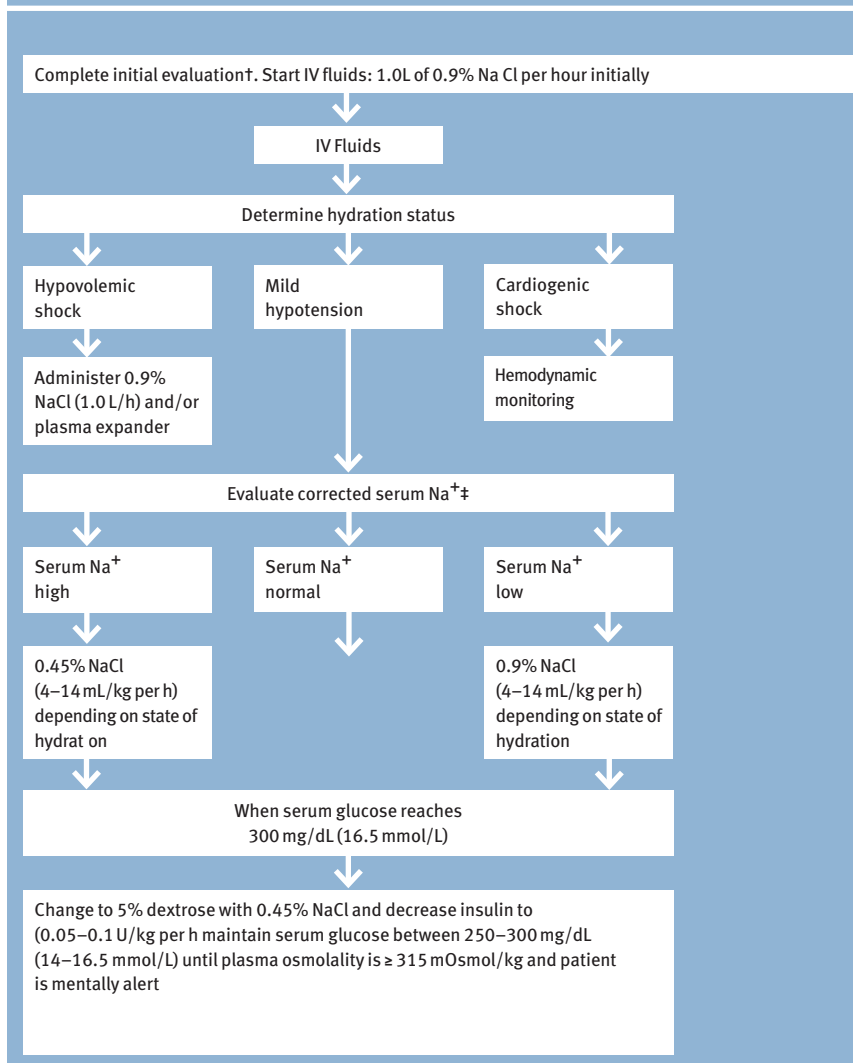 Complete initial evaluation†. Start IV fluids: 1.0L of 0.9% Na Cl per hour initially
IV Fluids
Determine hydration status
Hypovolemic
shock
Mild
hypotension
Cardiogenic
shock
Administer 0.9%
NaCl (1.0 L/h) and/or
plasma expander
Hemodynamic
monitoring
Evaluate corrected serum Na+‡
Serum Na+
high
Serum Na+
normal
Serum Na+
low
0.45% NaCl
(4–14 mL/kg per h)
depending on state of
hydrat on
0.9% NaCl
(4–14 mL/kg per h)
depending on state of
hydration
When serum glucose reaches
300 mg/dL (16.5 mmol/L)
Change to 5% dextrose with 0.45% NaCl and decrease insulin to
(0.05–0.1 U/kg per h maintain serum glucose between 250–300 mg/dL
(14–16.5 mmol/L) until plasma osmolality is ≥ 315 mOsmol/kg and patient
is mentally alert